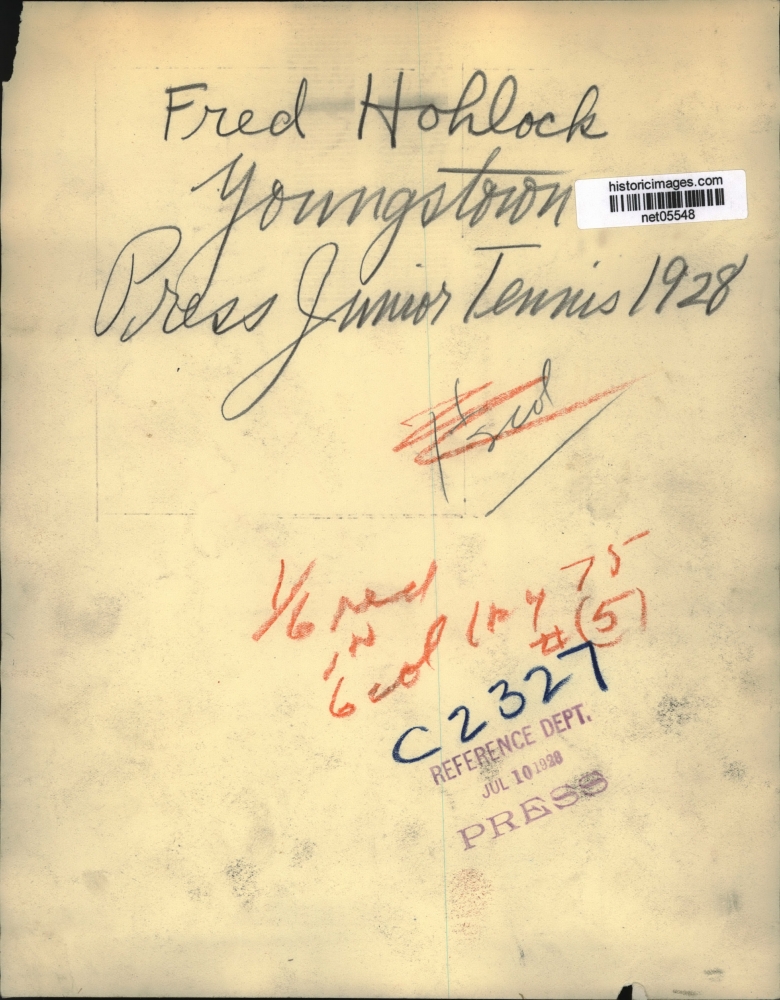 Fred Hohlock
Youngstown
historicimages.com
net05548
Press Junior Tennis 1928
1/6 red
in
6 col
75
#(5)
C2327
REFERENCE DEPT.
JUL 10 1928
PRESS